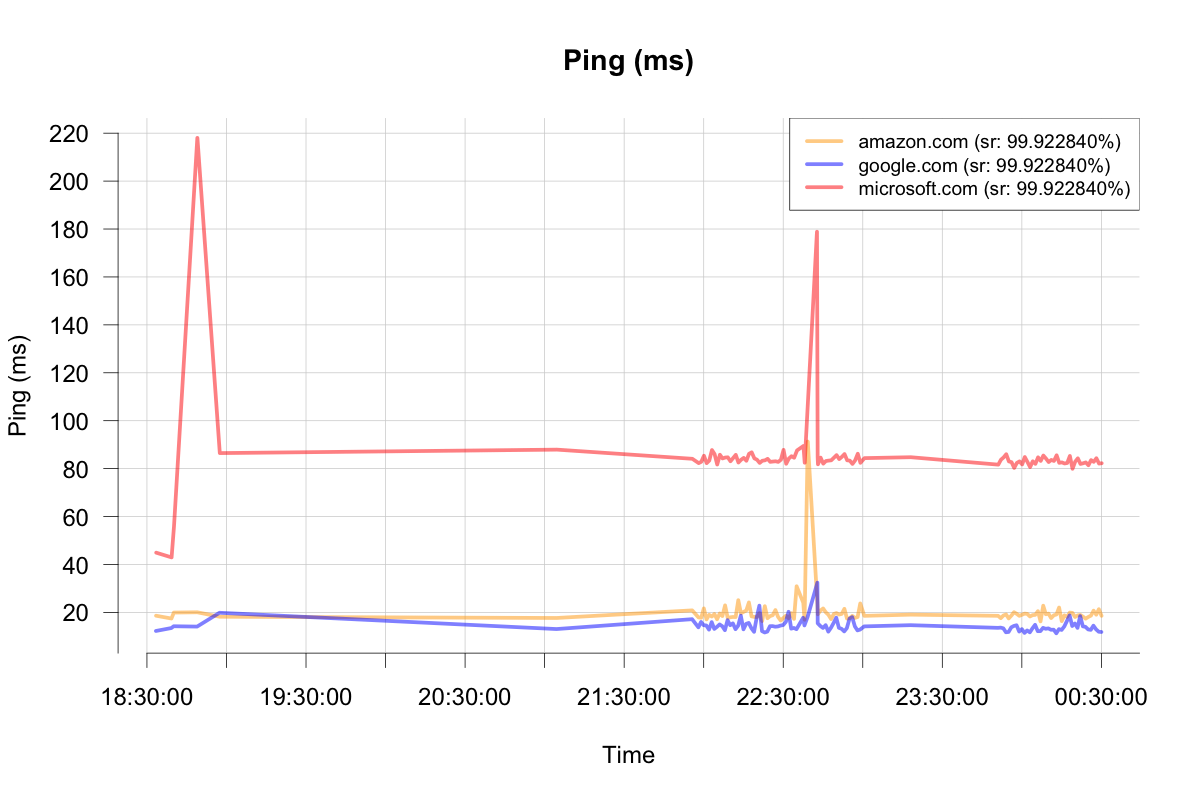 Ping (ms)
amazon.com (sr: 99.922840%)
google.com (sr: 99.922840%)
microsoft.com (sr: 99.922840%)
220
200
180
160
140
120
100
80
60
40
20
Ping (ms)
18:30:00 19:30:00 20:30:00 21:30:00 22:30:00 23:30:00 00:30:00
Time